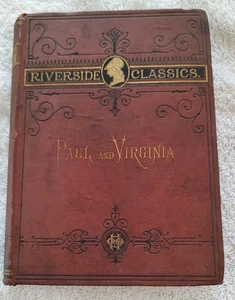 RIVERSIDE CLASSICS.
PAUL AND VIRGINIA